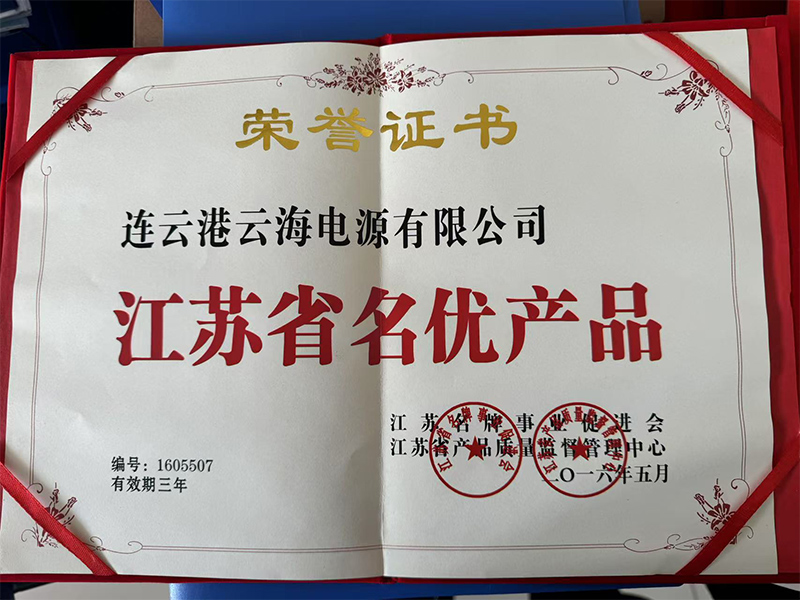 荣誉证书
连云港云海电源有限公司
江苏省名优产品
江苏名牌事业促进会
江苏省产品质量监督管理中心
二〇一六年五月
编号：1605507
有效期三年